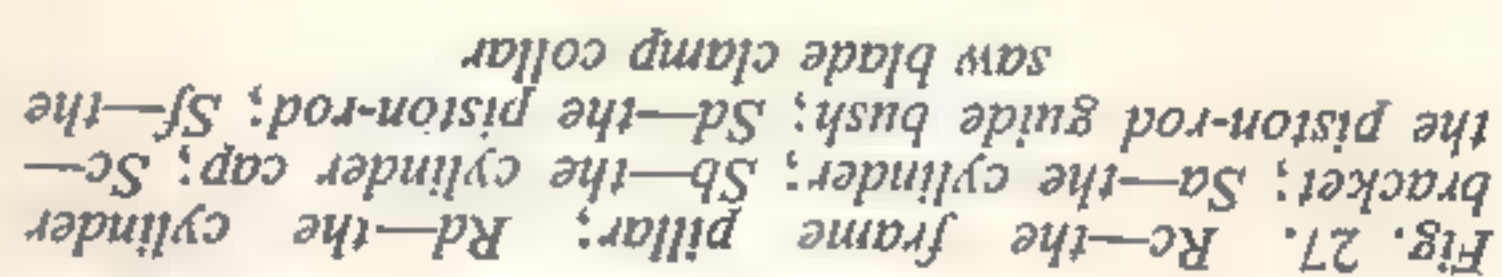 Fig. 27. Rc—the frame pillar; Rd—the cylinder
bracket; Sa—the cylinder; Sb—the cylinder cap; Sc—
the piston-rod guide bush; Sd—the piston-rod; Sf—the
saw blade clamp collar